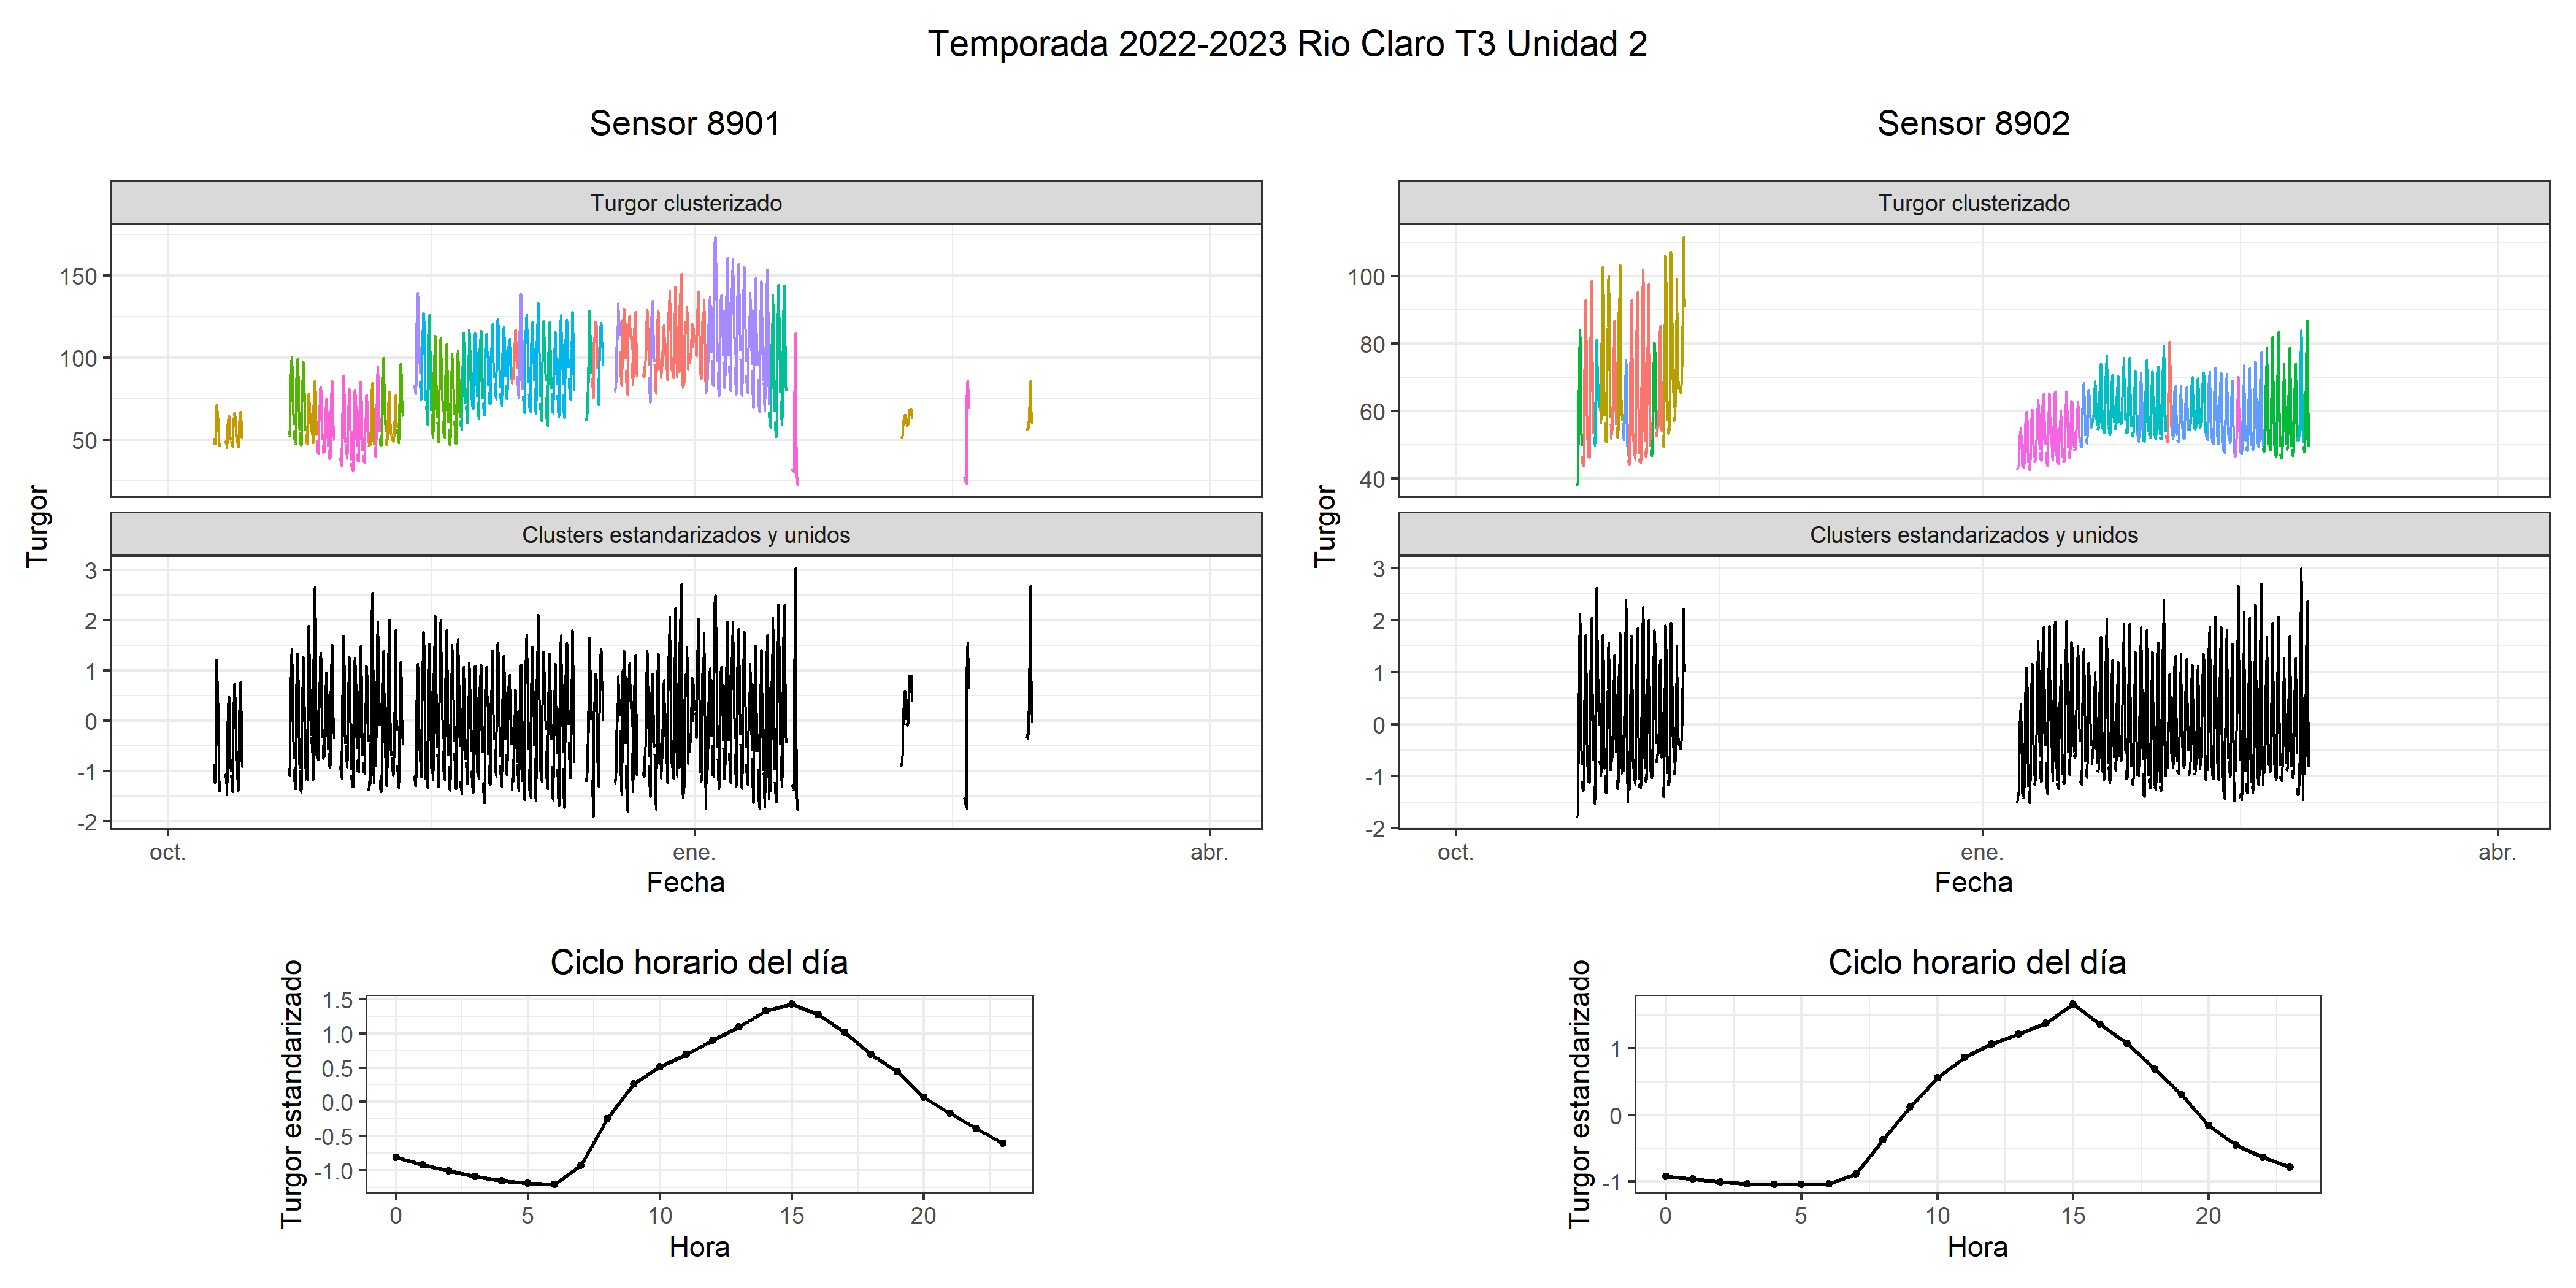 Temporada 2022-2023 Rio Claro T3 Unidad 2
Sensor 8901
Turgor clusterizado
150
100
50
Turgor
Clusters estandarizados y unidos
3
2
1
0
-1
-2
oct.
ene.
abr.
Fecha
Ciclo horario del día
Turgor estandarizado
1.5
1.0
0.5
0.0
-0.5
-1.0
0
5
10
15
20
Hora
Sensor 8902
Turgor clusterizado
100
80
60
40
Turgor
Clusters estandarizados y unidos
3
2
1
0
-1
-2
oct.
ene.
abr.
Fecha
Ciclo horario del día
Turgor estandarizado
1
0
-1
0
5
10
15
20
Hora